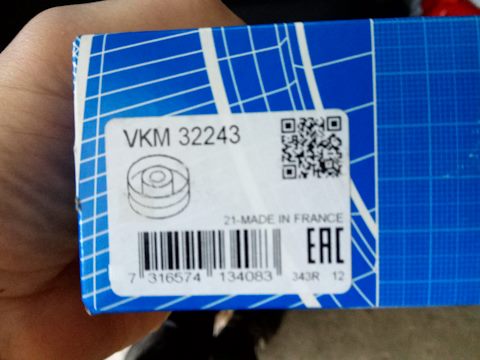 VKM 32243
21-MADE IN FRANCE
EAC
7 316574 134083
343R 12